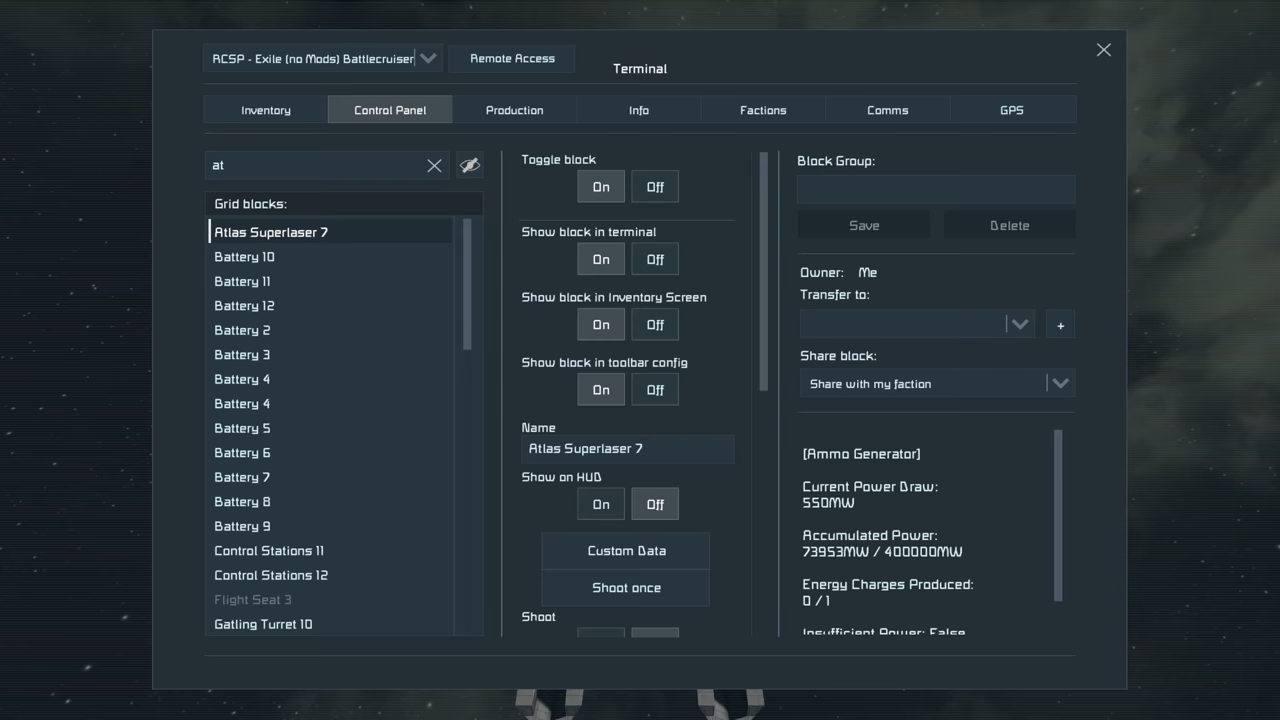 RCSP - Exile (no Mods) Battlecruiser
Remote Access
Terminal
Inventory
Control Panel
Production
Info
Factions
Comms
GPS
at
Grid blocks:
Atlas Superlaser 7
Battery 10
Battery 11
Battery 12
Battery 2
Battery 3
Battery 4
Battery 4
Battery 5
Battery 6
Battery 7
Battery 8
Battery 9
Control Stations 11
Control Stations 12
Flight Seat 3
Gatling Turret 10
Toggle block
On Off
Show block in terminal
On Off
Show block in Inventory Screen
On Off
Show block in toolbar config
On Off
Name
Atlas Superlaser 7
Show on HUD
On Off
Custom Data
Shoot once
Shoot
Block Group:
Save Delete
Owner: Me
Transfer to:
+
Share block:
Share with my faction
[Ammo Generator]
Current Power Draw:
550MW
Accumulated Power:
73953MW / 400000MW
Energy Charges Produced:
0 / 1
Insufficient Power: False